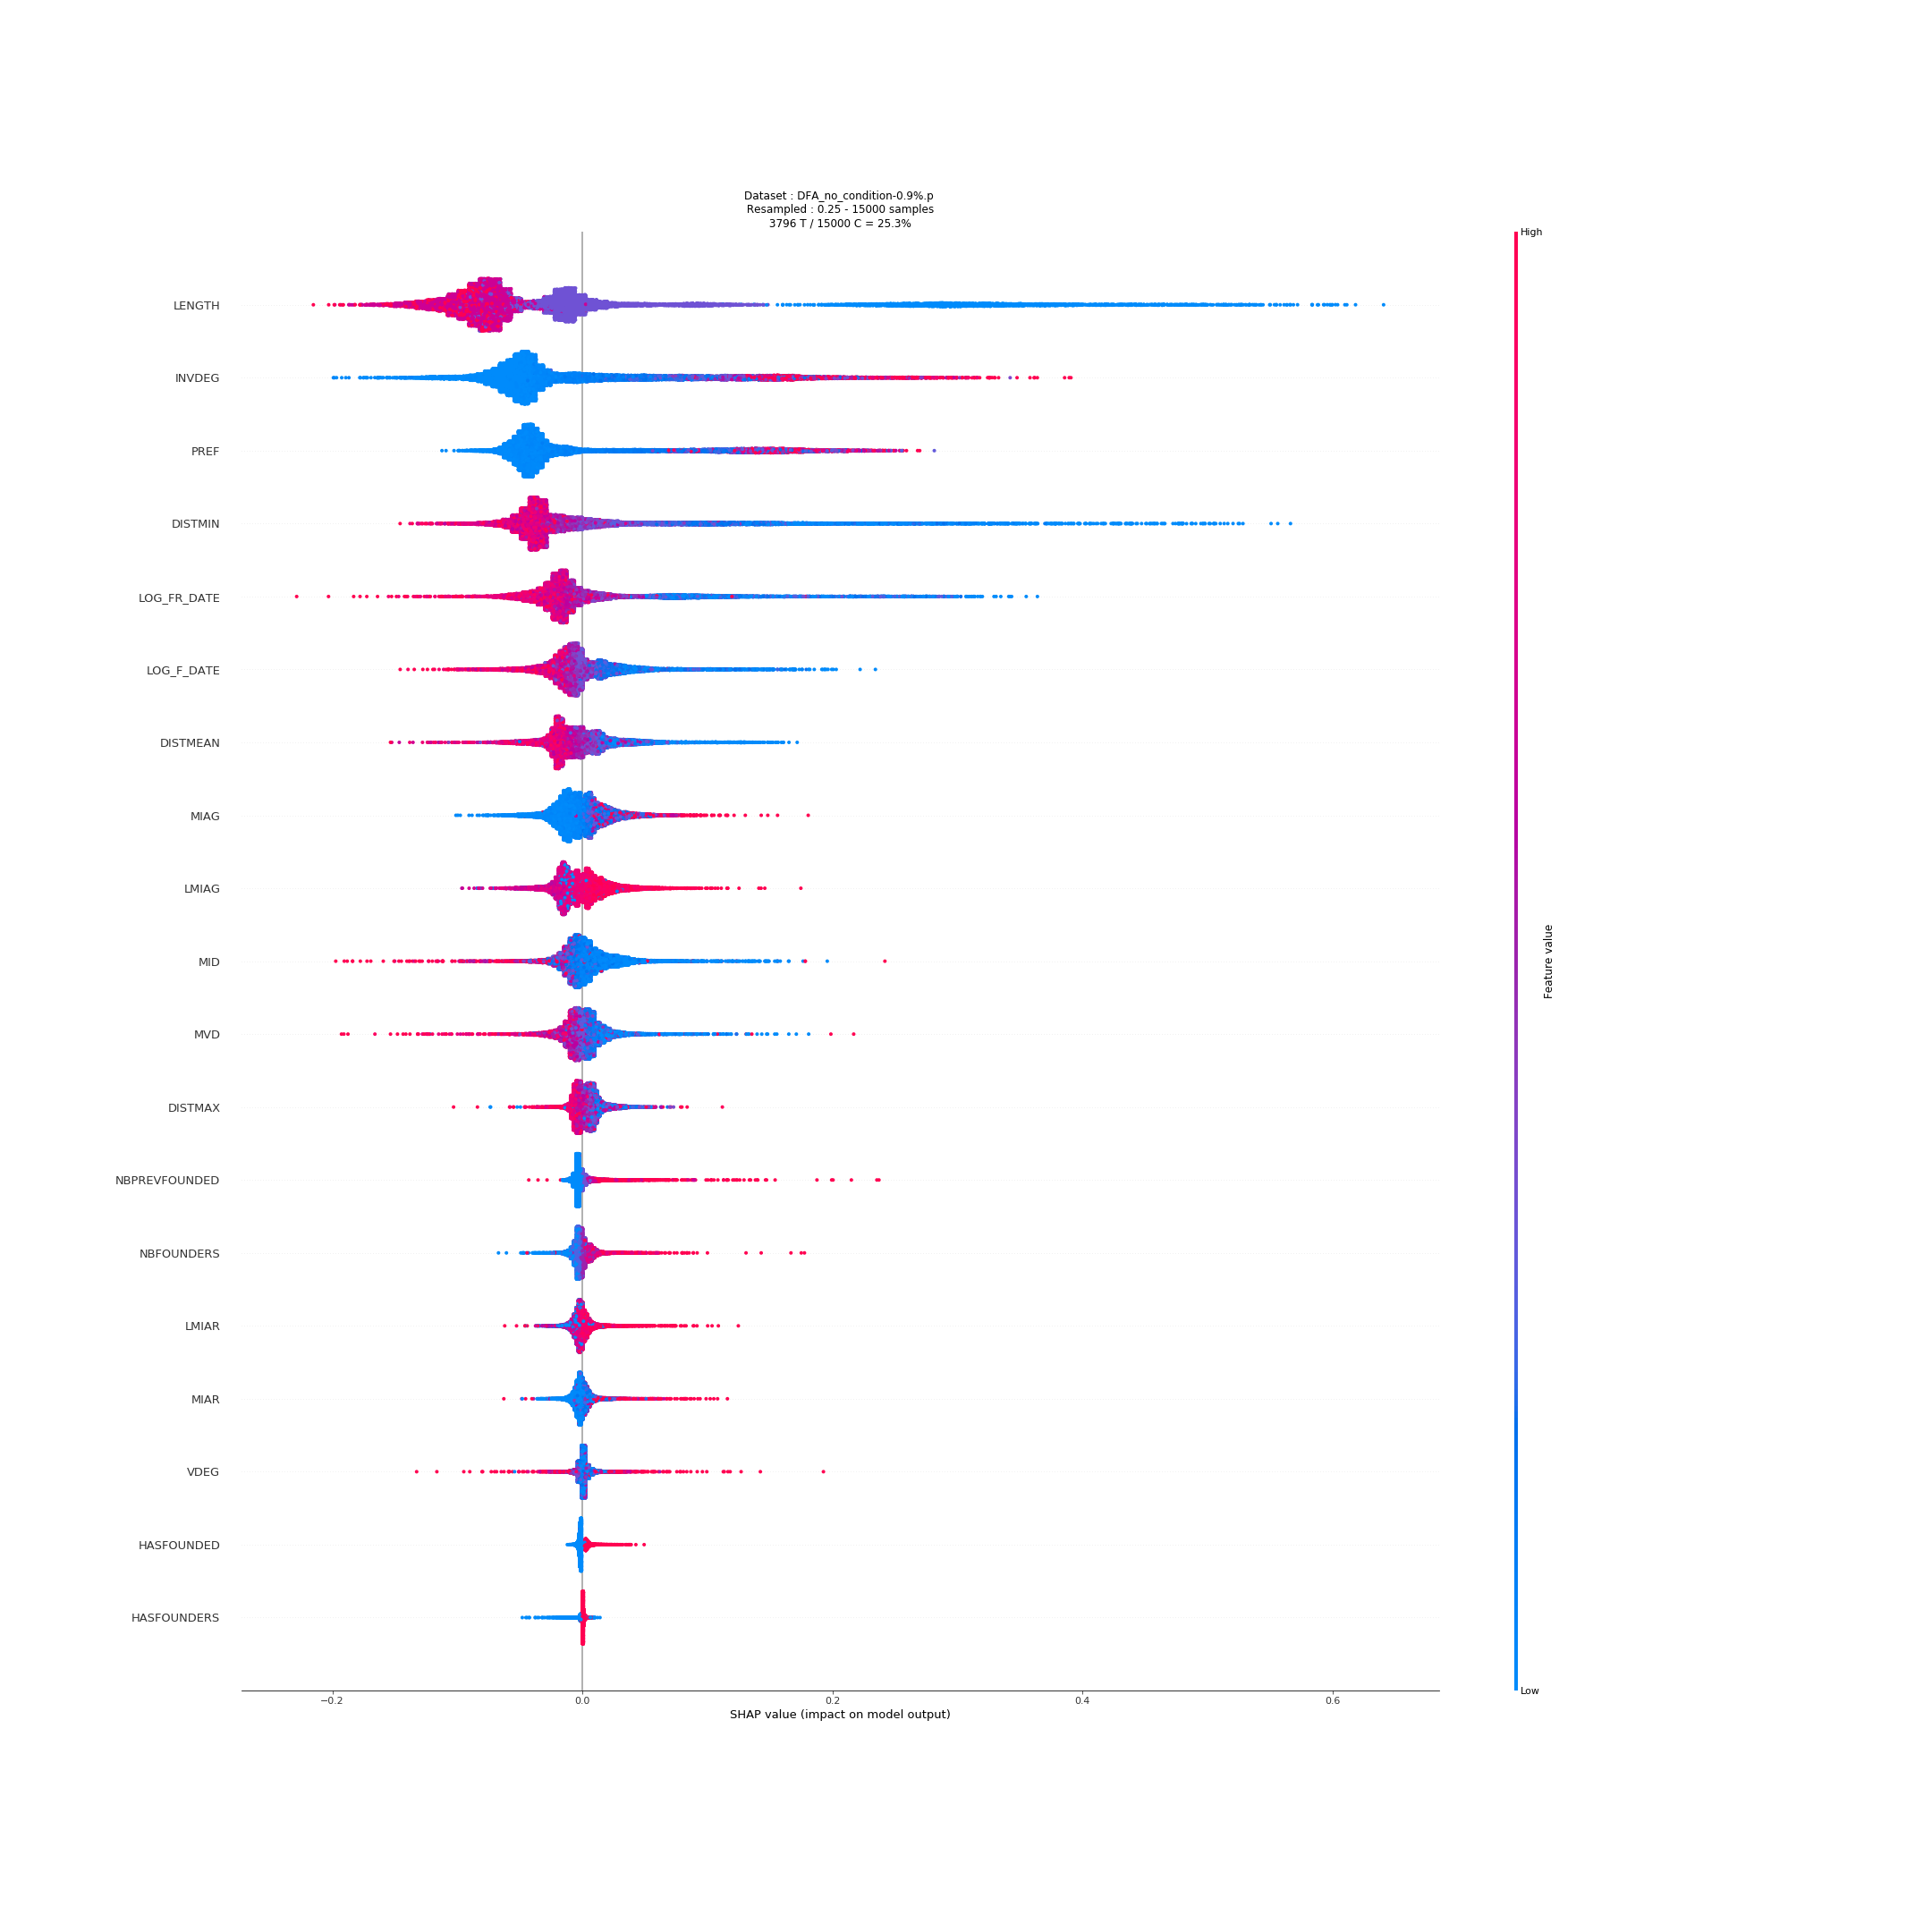 Dataset : DFA_no_condition-0.9%.p
Resampled : 0.25 - 15000 samples
3796 T / 15000 C = 25.3%
High
LENGTH
INVDEG
PREF
DISTMIN
LOG_FR_DATE
LOG_F_DATE
DISTMEAN
MIAG
LMIAG
MID
MVD
DISTMAX
NBPREVFOUNDED
NBFOUNDERS
LMIAR
MIAR
VDEG
HASFOUNDED
HASFOUNDERS
Feature value
Low
−0.2 0.0 0.2 0.4 0.6
SHAP value (impact on model output)